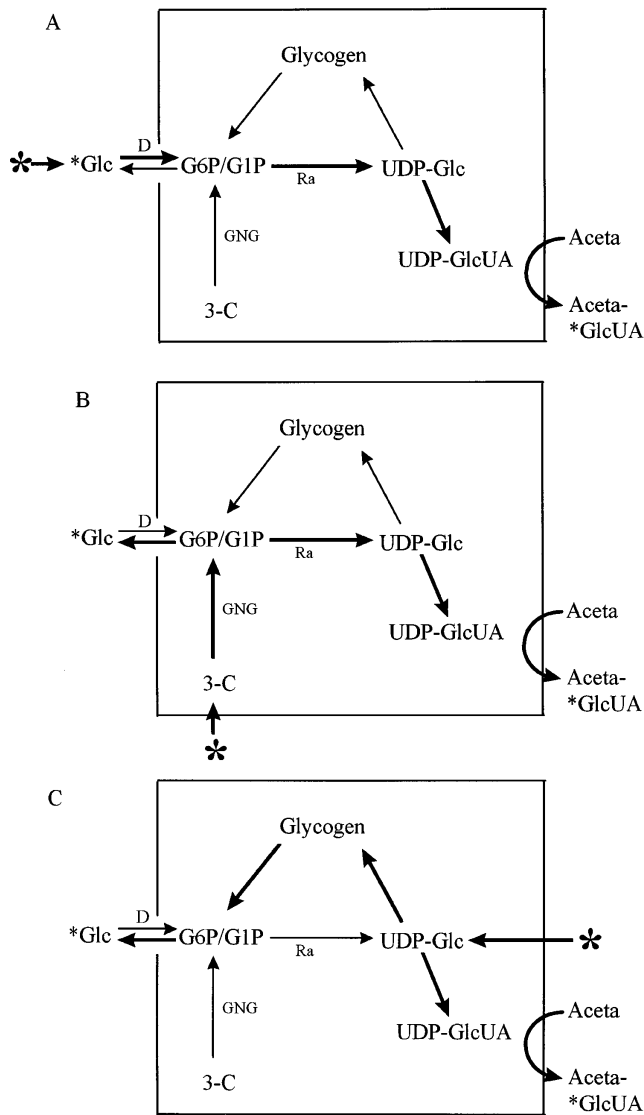 A
Glycogen
*
*Glc
D
G6P/G1P
Ra
UDP-Glc
GNG
UDP-GlcUA
Aceta
3-C
Aceta-
*GlcUA
B
Glycogen
*Glc
D
G6P/G1P
Ra
UDP-Glc
GNG
UDP-GlcUA
Aceta
3-C
Aceta-
*GlcUA
*
C
Glycogen
*Glc
D
G6P/G1P
Ra
UDP-Glc
*
GNG
UDP-GlcUA
Aceta
3-C
Aceta-
*GlcUA